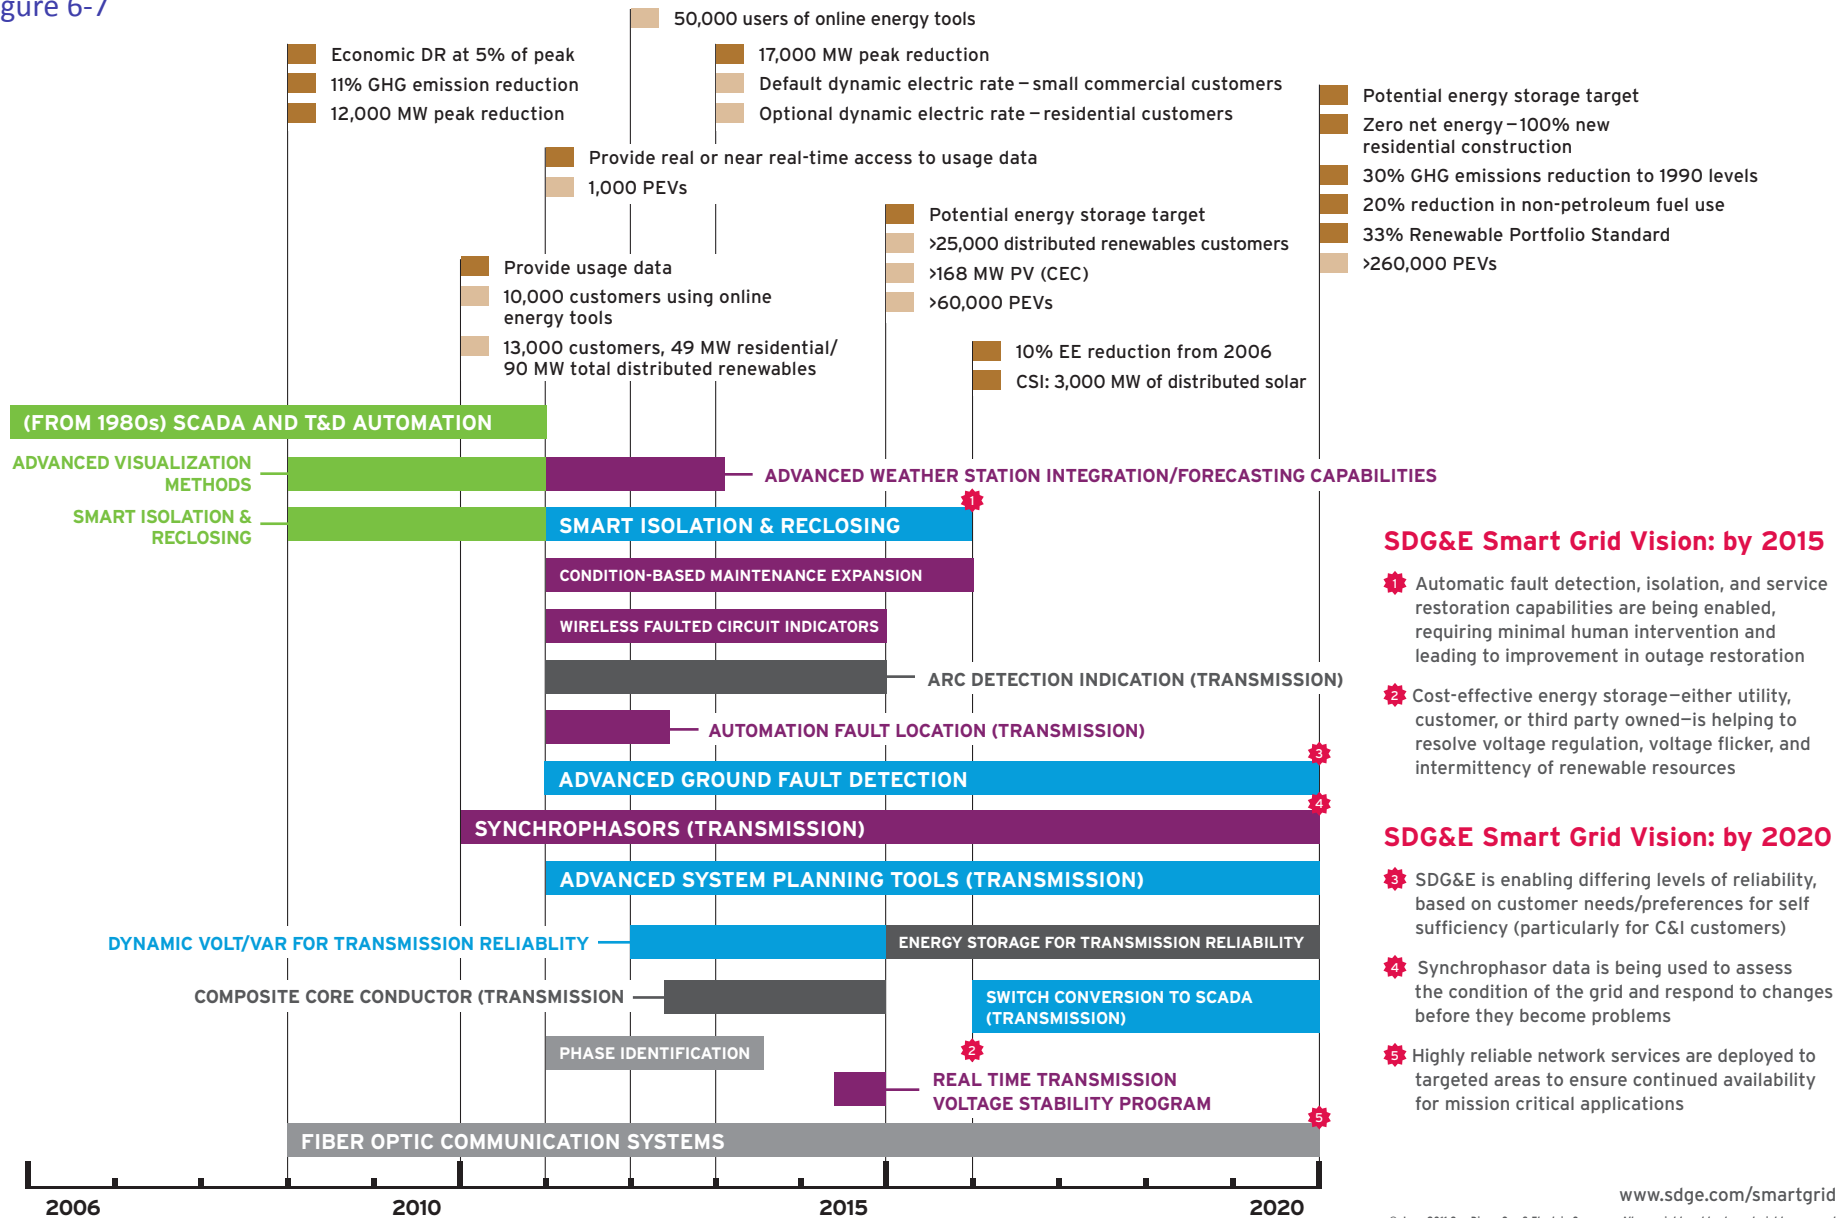 gure 6-7
50,000 users of online energy tools
Economic DR at 5% of peak
11% GHG emission reduction
12,000 MW peak reduction
17,000 MW peak reduction
Default dynamic electric rate – small commercial customers
Optional dynamic electric rate – residential customers
Potential energy storage target
Zero net energy – 100% new
residential construction
30% GHG emissions reduction to 1990 levels
20% reduction in non-petroleum fuel use
33% Renewable Portfolio Standard
>260,000 PEVs
Provide real or near real-time access to usage data
1,000 PEVs
Potential energy storage target
>25,000 distributed renewables customers
>168 MW PV (CEC)
>60,000 PEVs
Provide usage data
10,000 customers using online
energy tools
13,000 customers, 49 MW residential/
90 MW total distributed renewables
10% EE reduction from 2006
CSI: 3,000 MW of distributed solar
(FROM 1980s) SCADA AND T&D AUTOMATION
ADVANCED VISUALIZATION
METHODS
ADVANCED WEATHER STATION INTEGRATION/FORECASTING CAPABILITIES
1
SMART ISOLATION &
RECLOSING
SMART ISOLATION & RECLOSING
CONDITION-BASED MAINTENANCE EXPANSION
WIRELESS FAULTED CIRCUIT INDICATORS
ARC DETECTION INDICATION (TRANSMISSION)
AUTOMATION FAULT LOCATION (TRANSMISSION)
3
ADVANCED GROUND FAULT DETECTION
4
SYNCHROPHASORS (TRANSMISSION)
ADVANCED SYSTEM PLANNING TOOLS (TRANSMISSION)
DYNAMIC VOLT/VAR FOR TRANSMISSION RELIABLITY
ENERGY STORAGE FOR TRANSMISSION RELIABILITY
COMPOSITE CORE CONDUCTOR (TRANSMISSION
SWITCH CONVERSION TO SCADA
(TRANSMISSION)
PHASE IDENTIFICATION
2
REAL TIME TRANSMISSION
VOLTAGE STABILITY PROGRAM
5
FIBER OPTIC COMMUNICATION SYSTEMS
2006
2010
2015
2020
SDG&E Smart Grid Vision: by 2015
1 Automatic fault detection, isolation, and service
restoration capabilities are being enabled,
requiring minimal human intervention and
leading to improvement in outage restoration
2 Cost-effective energy storage—either utility,
customer, or third party owned—is helping to
resolve voltage regulation, voltage flicker, and
intermittency of renewable resources
SDG&E Smart Grid Vision: by 2020
3 SDG&E is enabling differing levels of reliability,
based on customer needs/preferences for self
sufficiency (particularly for C&I customers)
4 Synchrophasor data is being used to assess
the condition of the grid and respond to changes
before they become problems
5 Highly reliable network services are deployed to
targeted areas to ensure continued availability
for mission critical applications
www.sdge.com/smartgrid